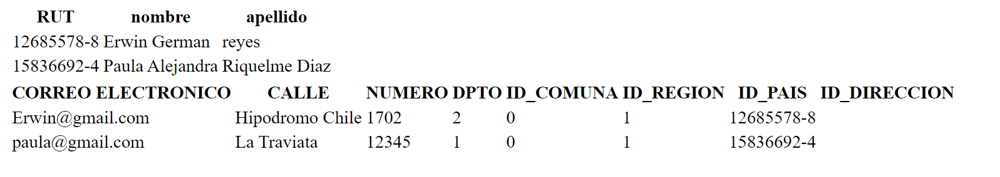 RUT nombre apellido
12685578-8 Erwin German reyes
15836692-4 Paula Alejandra Riquelme Diaz
CORREO ELECTRONICO CALLE NUMERO DPTO ID_COMUNA ID_REGION ID_PAIS ID_DIRECCION
Erwin@gmail.com Hipodromo Chile 1702 2 0 1 12685578-8
paula@gmail.com La Traviata 12345 1 0 1 15836692-4